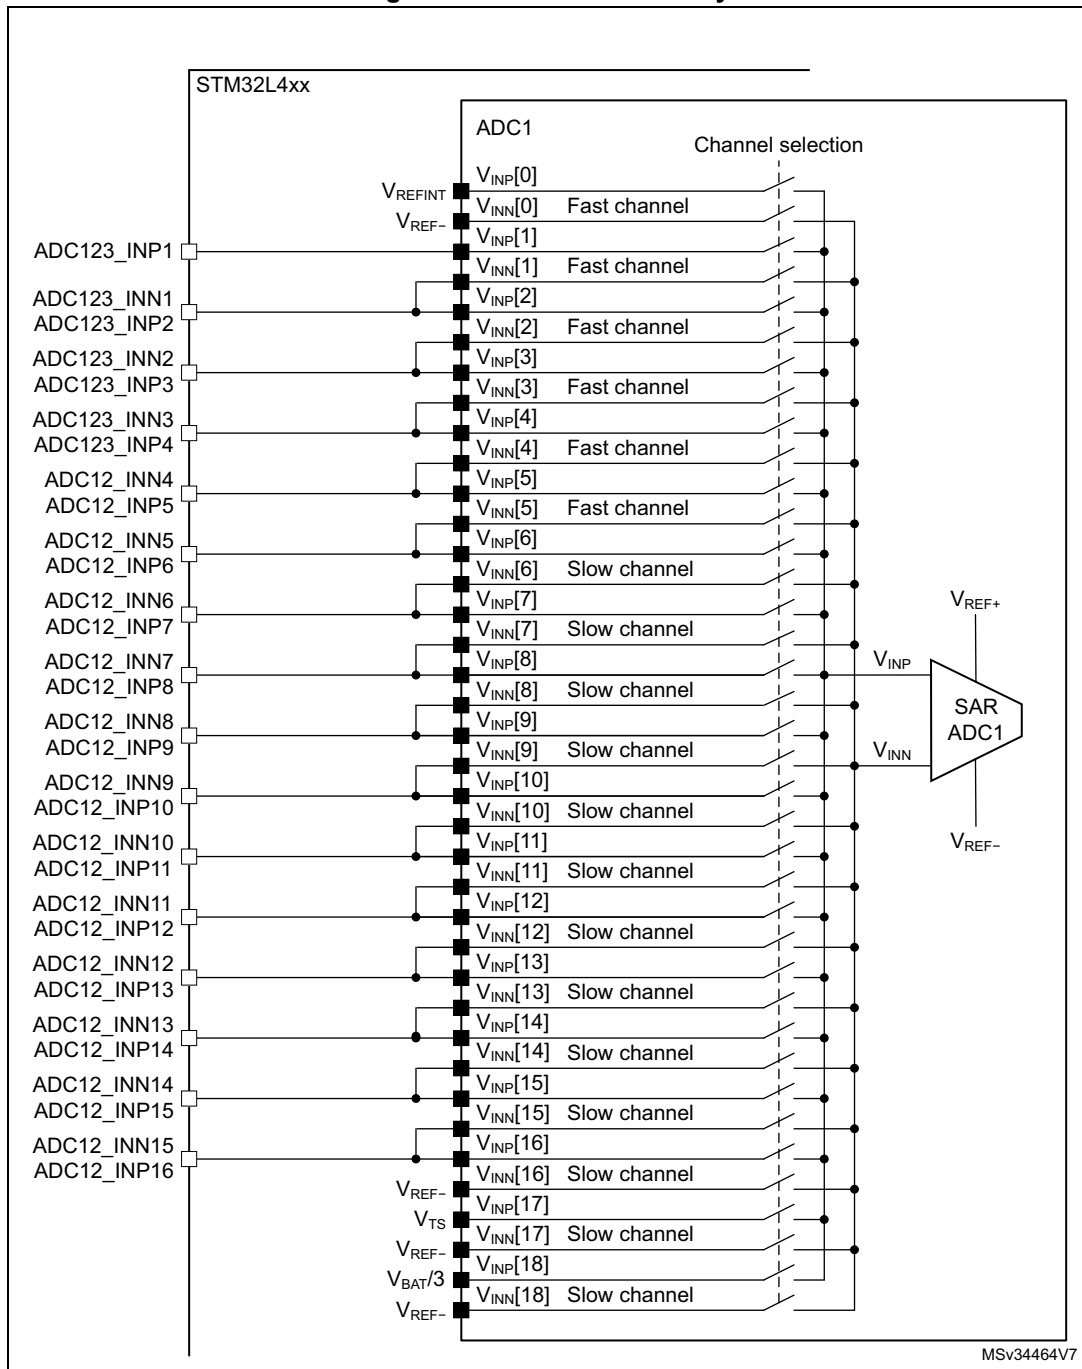 STM32L4xx
ADC1
Channel selection
VINP[0]
VREFINT
VINN[0] Fast channel
VREF–
VINP[1]
ADC123_INP1
VINN[1] Fast channel
ADC123_INN1
VINP[2]
ADC123_INP2
VINN[2] Fast channel
ADC123_INN2
VINP[3]
ADC123_INP3
VINN[3] Fast channel
ADC123_INN3
VINP[4]
ADC123_INP4
VINN[4] Fast channel
ADC12_INN4
VINP[5]
ADC12_INP5
VINN[5] Fast channel
ADC12_INN5
VINP[6]
ADC12_INP6
VINN[6] Slow channel
ADC12_INN6
VINP[7]
ADC12_INP7
VINN[7] Slow channel
ADC12_INN7
VINP[8]
ADC12_INP8
VINN[8] Slow channel
ADC12_INN8
VINP[9]
ADC12_INP9
VINN[9] Slow channel
ADC12_INN9
VINP[10]
ADC12_INP10
VINN[10] Slow channel
ADC12_INN10
VINP[11]
ADC12_INP11
VINN[11] Slow channel
ADC12_INN11
VINP[12]
ADC12_INP12
VINN[12] Slow channel
ADC12_INN12
VINP[13]
ADC12_INP13
VINN[13] Slow channel
ADC12_INN13
VINP[14]
ADC12_INP14
VINN[14] Slow channel
ADC12_INN14
VINP[15]
ADC12_INP15
VINN[15] Slow channel
ADC12_INN15
VINP[16]
ADC12_INP16
VINN[16] Slow channel
VREF–
VINP[17]
VTS
VINN[17] Slow channel
VREF–
VINP[18]
VBAT/3
VINN[18] Slow channel
VREF–
VREF+
VINP
SAR
ADC1
VINN
VREF–
MSv34464V7